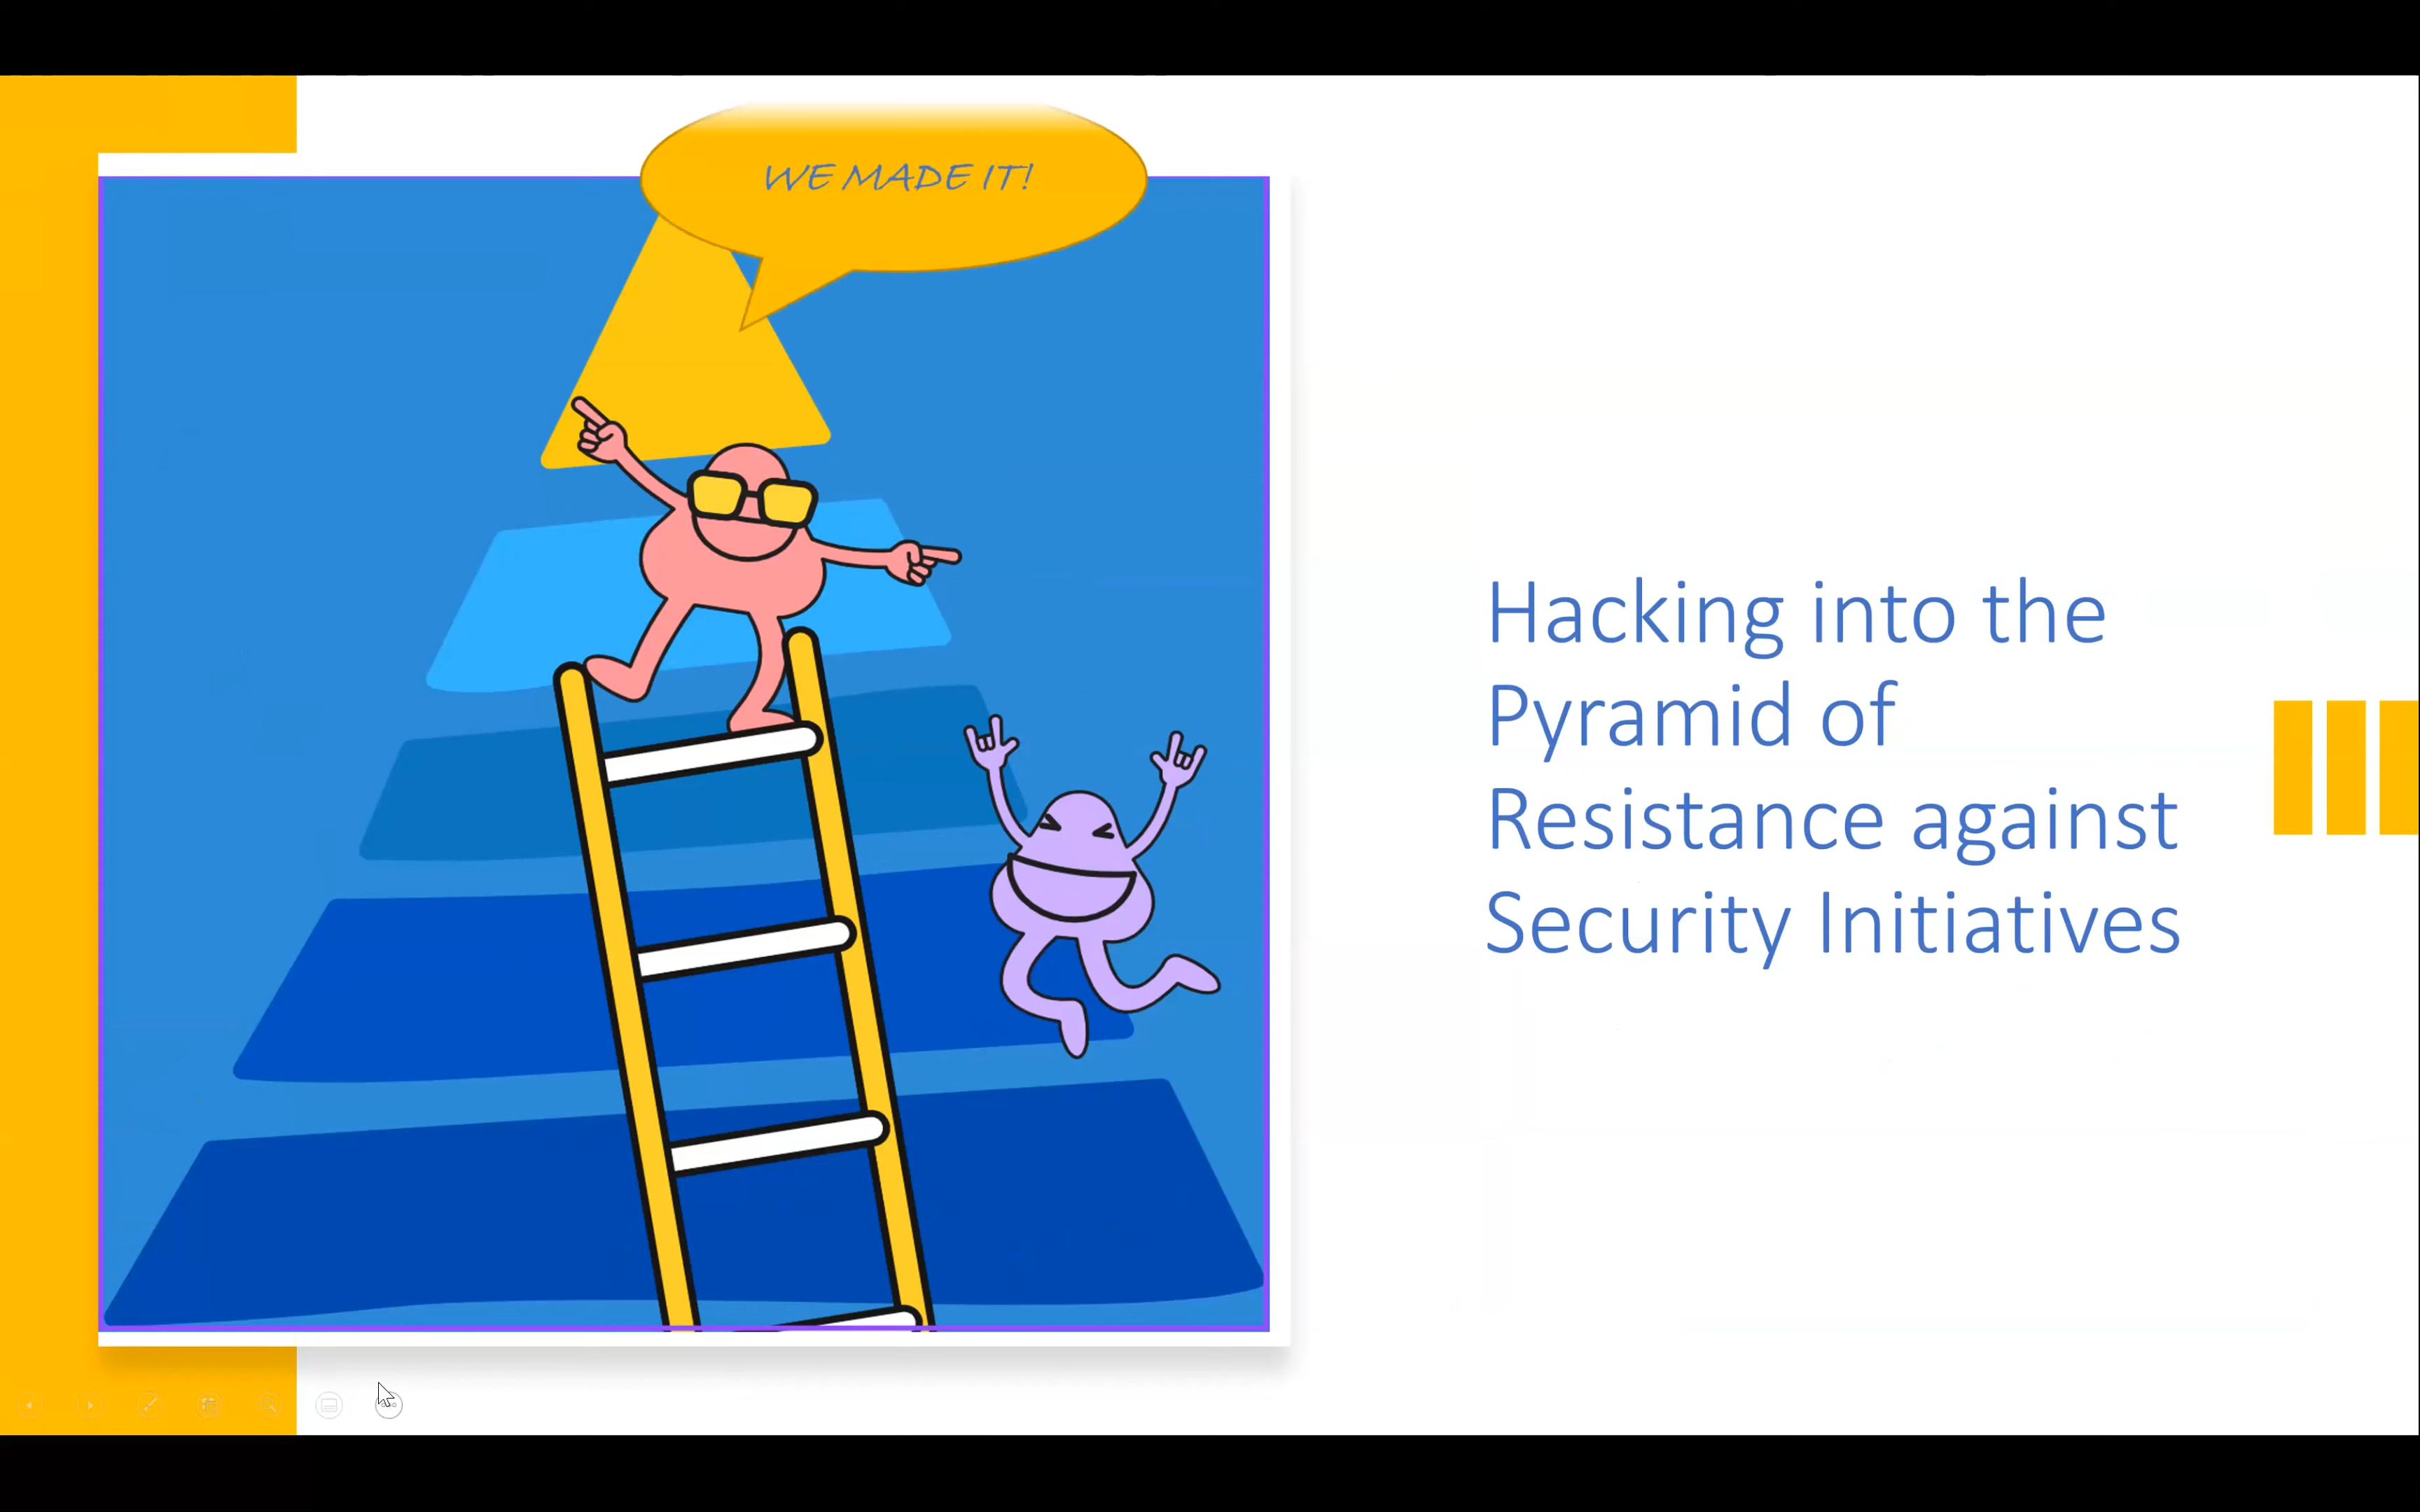 WE MADE IT!
Hacking into the
Pyramid of
Resistance against
Security Initiatives